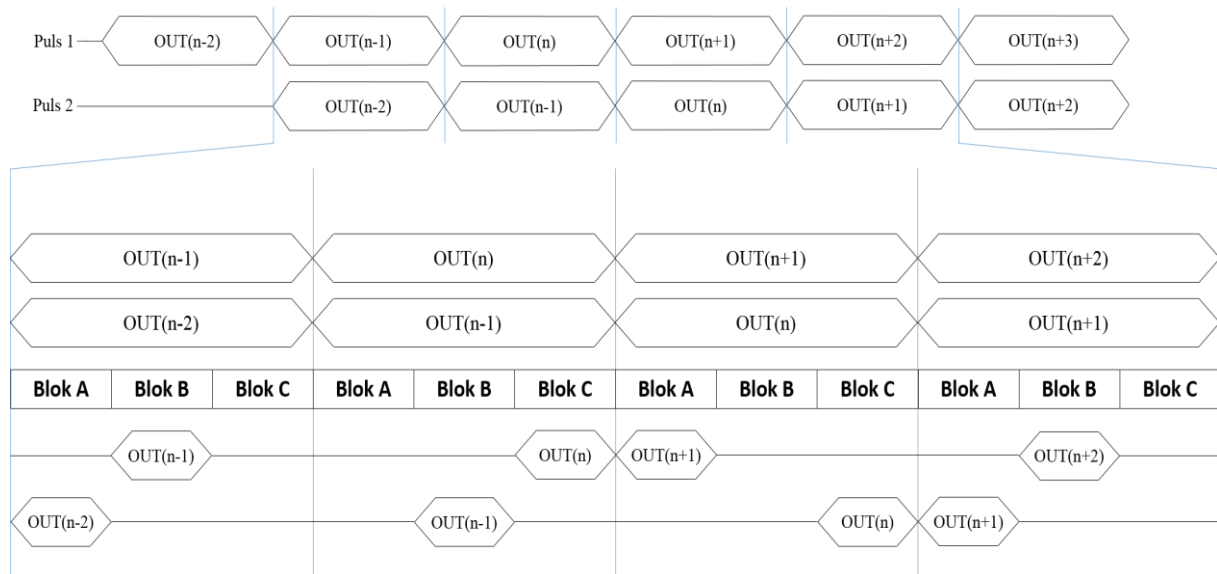 Puls 1 OUT(n-2) OUT(n-1) OUT(n) OUT(n+1) OUT(n+2) OUT(n+3)
Puls 2 OUT(n-2) OUT(n-1) OUT(n) OUT(n+1) OUT(n+2)
OUT(n-1) OUT(n) OUT(n+1) OUT(n+2)
OUT(n-2) OUT(n-1) OUT(n) OUT(n+1)
Blok A Blok B Blok C Blok A Blok B Blok C Blok A Blok B Blok C Blok A Blok B Blok C
OUT(n-1) OUT(n) OUT(n+1) OUT(n+2)
OUT(n-2) OUT(n-1) OUT(n) OUT(n+1)